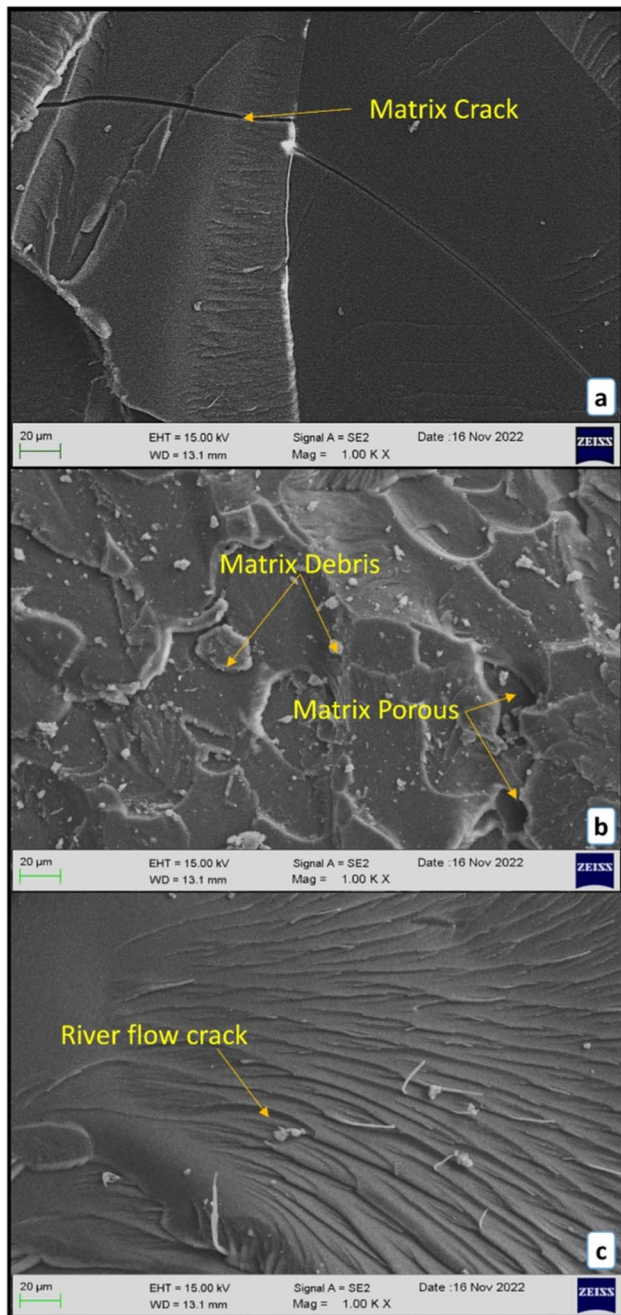 Matrix Crack
a
20 µm
EHT = 15.00 kV
Signal A = SE2
Date :16 Nov 2022
WD = 13.1 mm
Mag = 1.00 K X
ZEISS
Matrix Debris
Matrix Porous
b
20 µm
EHT = 15.00 kV
Signal A = SE2
Date :16 Nov 2022
WD = 13.1 mm
Mag = 1.00 K X
ZEISS
River flow crack
c
20 µm
EHT = 15.00 kV
Signal A = SE2
Date :16 Nov 2022
WD = 13.1 mm
Mag = 1.00 K X
ZEISS